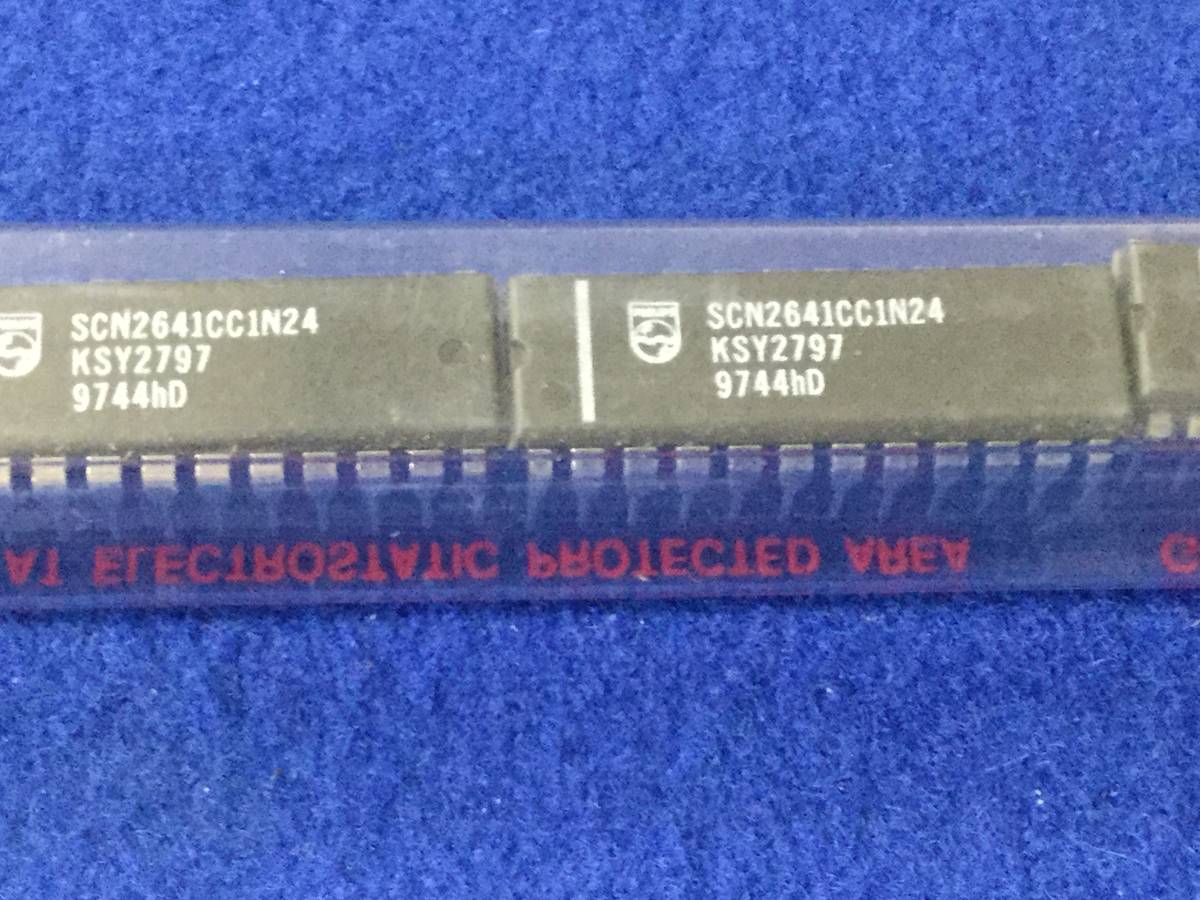 SCN2641CC1N24
KSY2797
9744hD
SCN2641CC1N24
KSY2797
9744hD
AT ELECTROSTATIC PROTECTED AREA